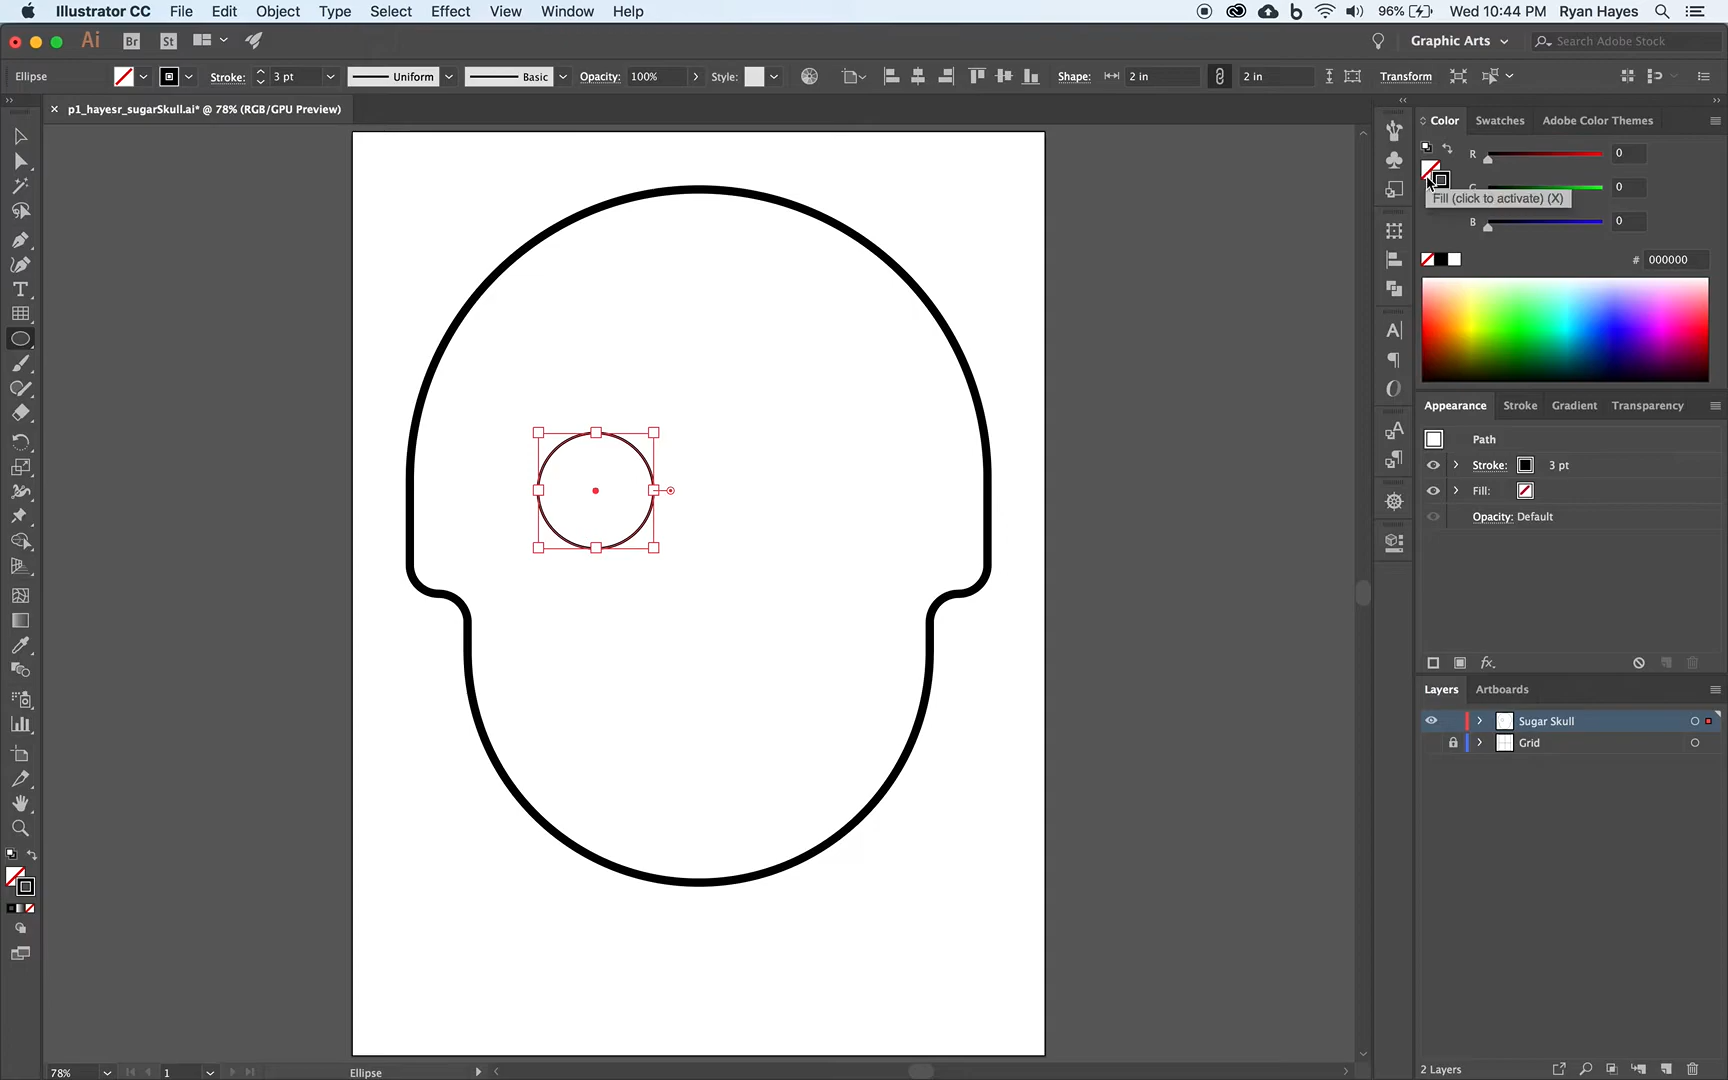 Illustrator CC File Edit Object Type Select Effect View Window Help 96% Wed 10:44 PM Ryan Hayes
Ai Br St Graphic Arts Search Adobe Stock
Ellipse Stroke: 3 pt Uniform Basic Opacity: 100% Style: Shape: 2 in 2 in Transform
× p1_hayesr_sugarSkull.ai* @ 78% (RGB/GPU Preview)
Color Swatches Adobe Color Themes
R 0
G 0
Fill (click to activate) (X)
B 0
# 000000
Appearance Stroke Gradient Transparency
Path
Stroke: 3 pt
Fill:
Opacity: Default
fx.
Layers Artboards
Sugar Skull
Grid
78% 1 Ellipse 2 Layers